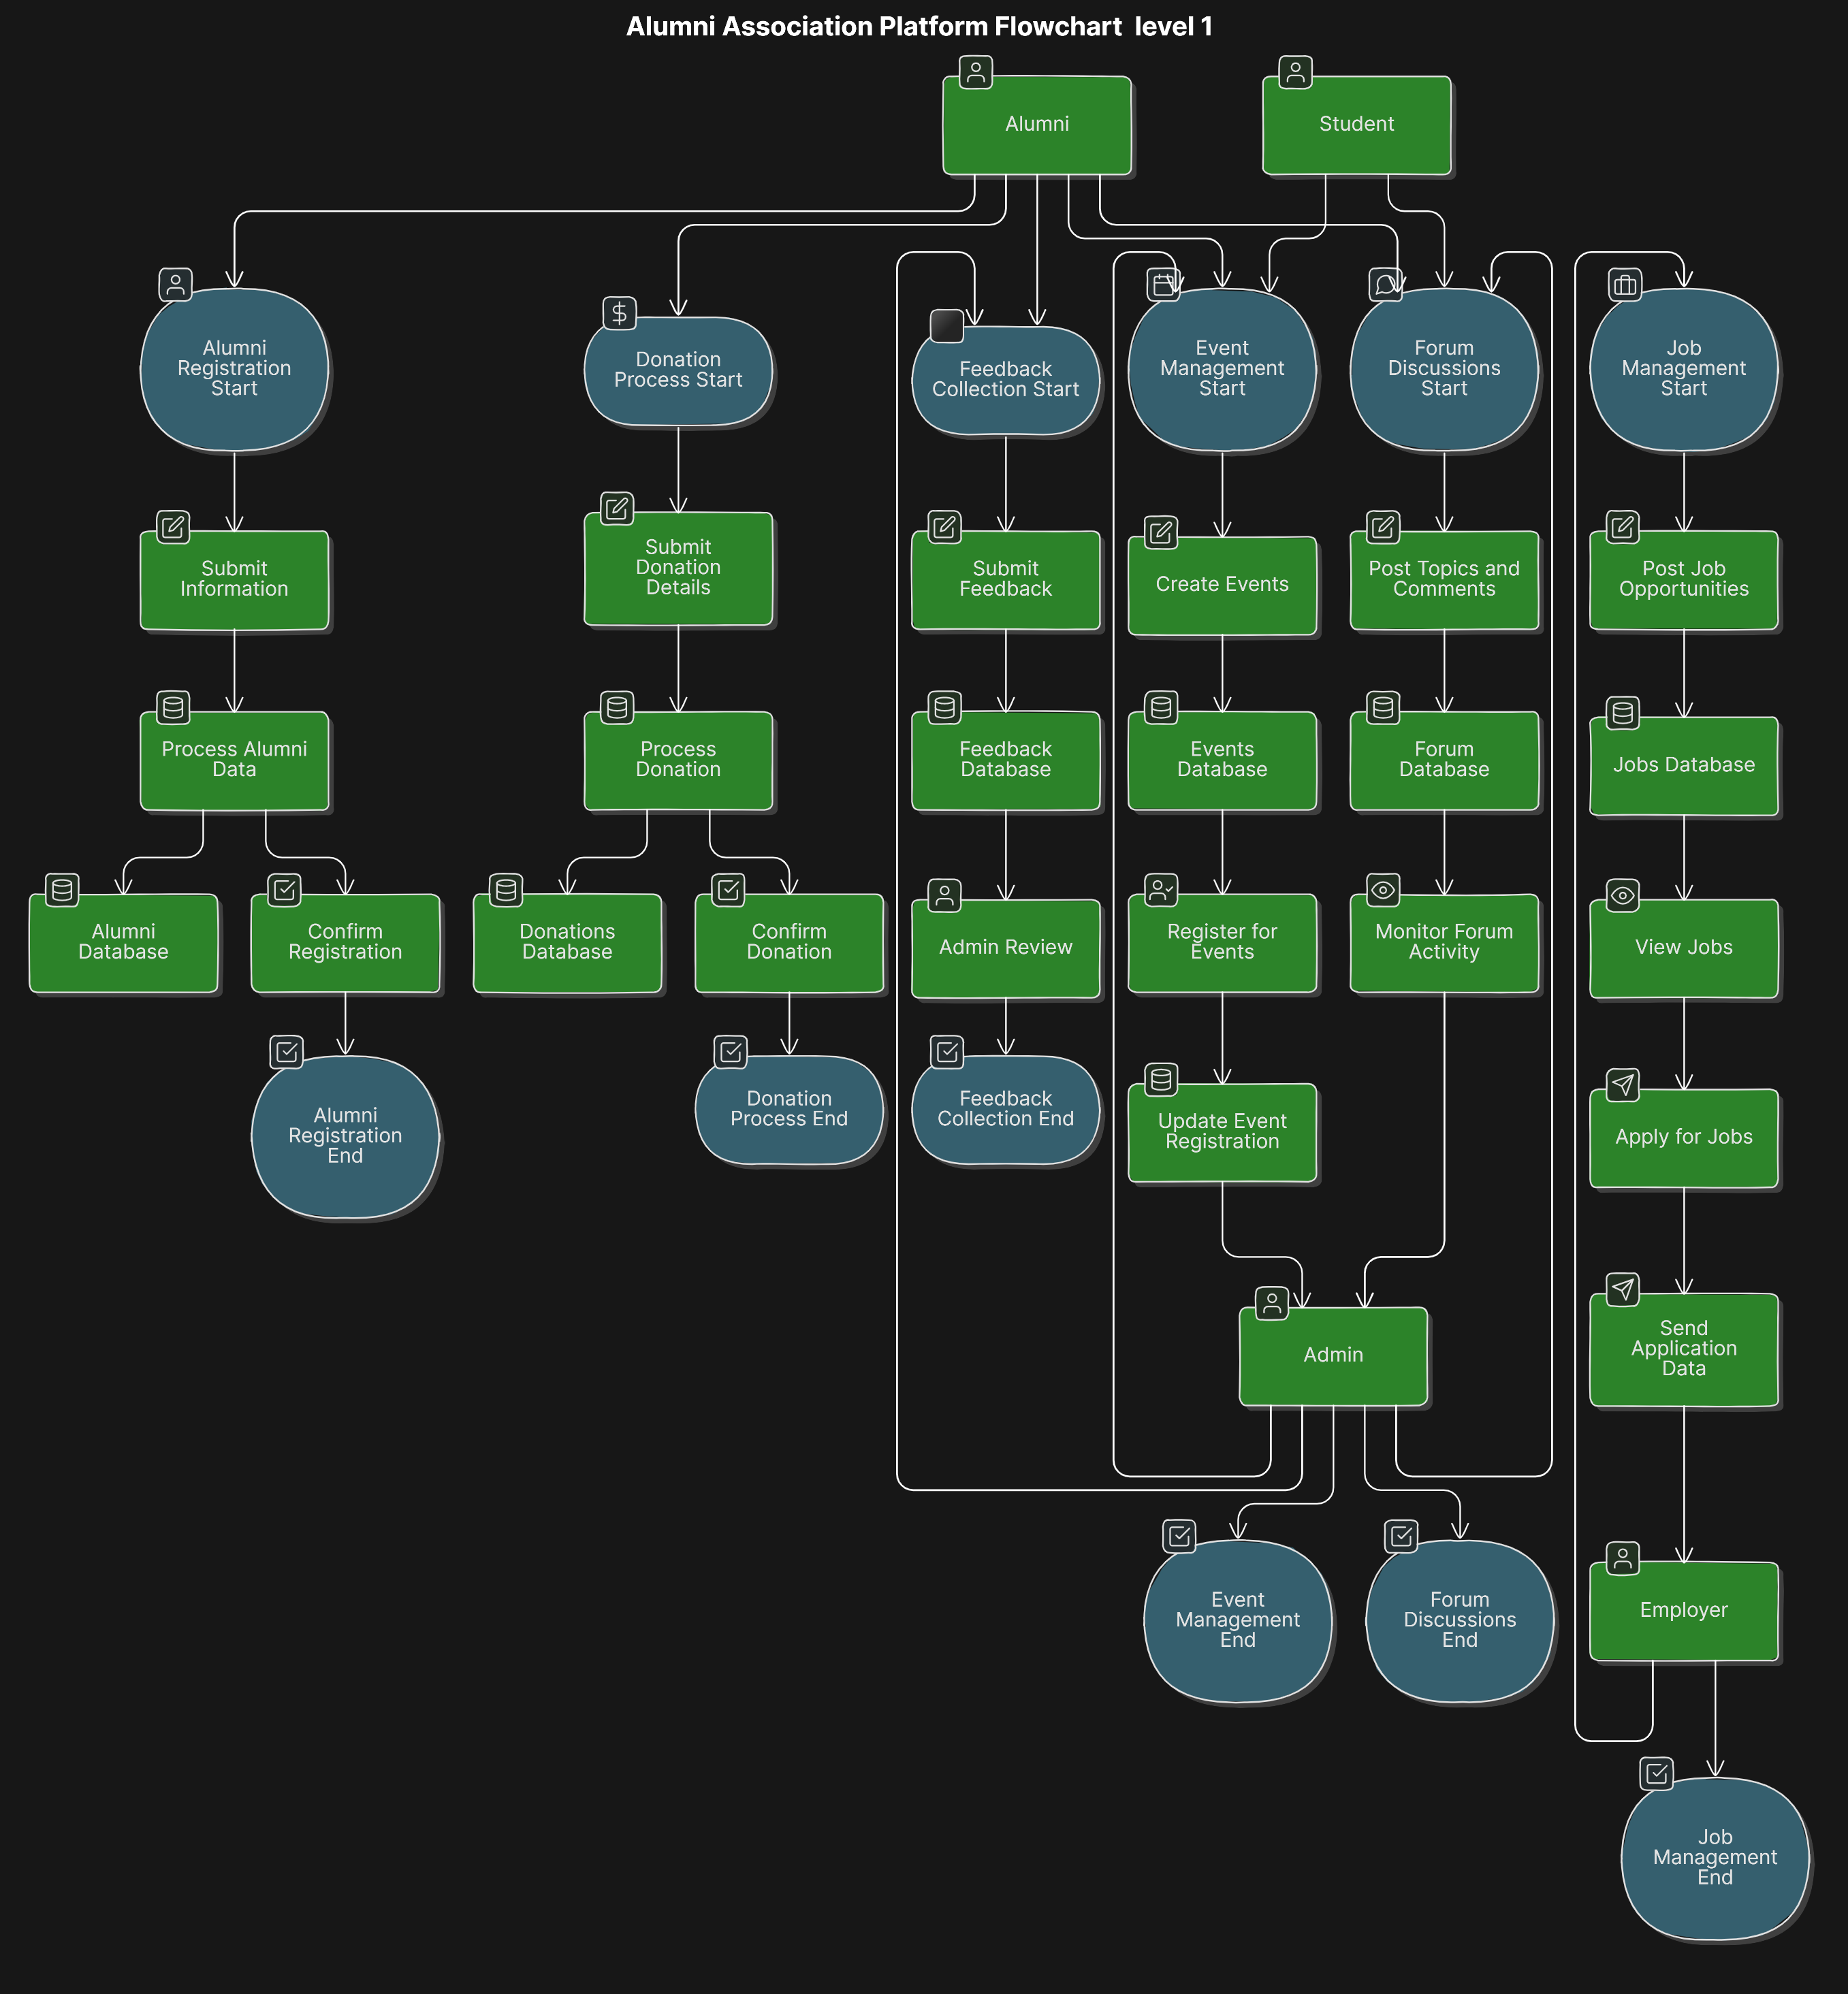 Alumni Association Platform Flowchart  level 1
Alumni
Student
Alumni
Registration
Start
Donation
Process Start
Feedback
Collection Start
Event
Management
Start
Forum
Discussions
Start
Job
Management
Start
Submit
Information
Submit
Donation
Details
Submit
Feedback
Create Events
Post Topics and
Comments
Post Job
Opportunities
Process Alumni
Data
Process
Donation
Feedback
Database
Events
Database
Forum
Database
Jobs Database
Alumni
Database
Confirm
Registration
Donations
Database
Confirm
Donation
Admin Review
Register for
Events
Monitor Forum
Activity
View Jobs
Alumni
Registration
End
Donation
Process End
Feedback
Collection End
Update Event
Registration
Apply for Jobs
Admin
Send
Application
Data
Event
Management
End
Forum
Discussions
End
Employer
Job
Management
End